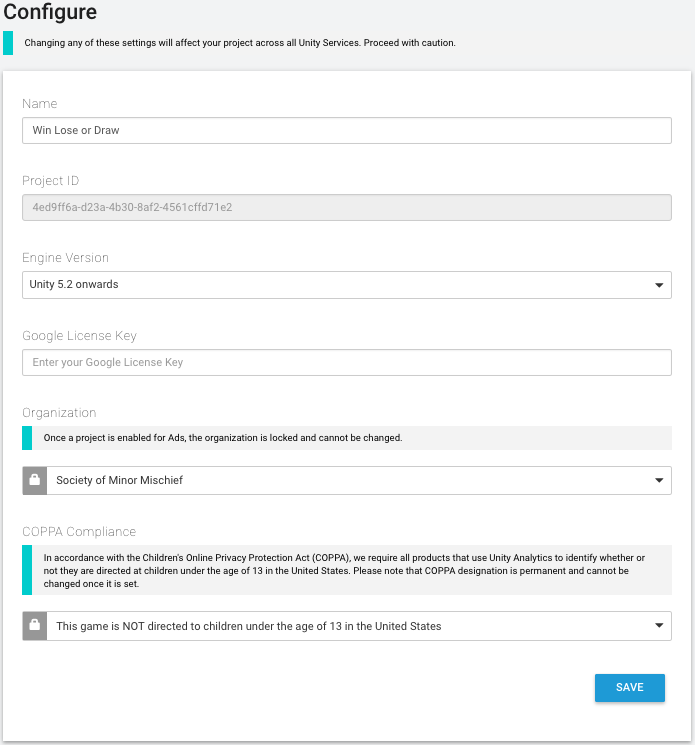 Configure
Changing any of these settings will affect your project across all Unity Services. Proceed with caution.
Name
Win Lose or Draw
Project ID
4ed9ff6a-d23a-4b30-8af2-4561cffd71e2
Engine Version
Unity 5.2 onwards
Google License Key
Enter your Google License Key
Organization
Once a project is enabled for Ads, the organization is locked and cannot be changed.
Society of Minor Mischief
COPPA Compliance
In accordance with the Children's Online Privacy Protection Act (COPPA), we require all products that use Unity Analytics to identify whether or
not they are directed at children under the age of 13 in the United States. Please note that COPPA designation is permanent and cannot be
changed once it is set.
This game is NOT directed to children under the age of 13 in the United States
SAVE